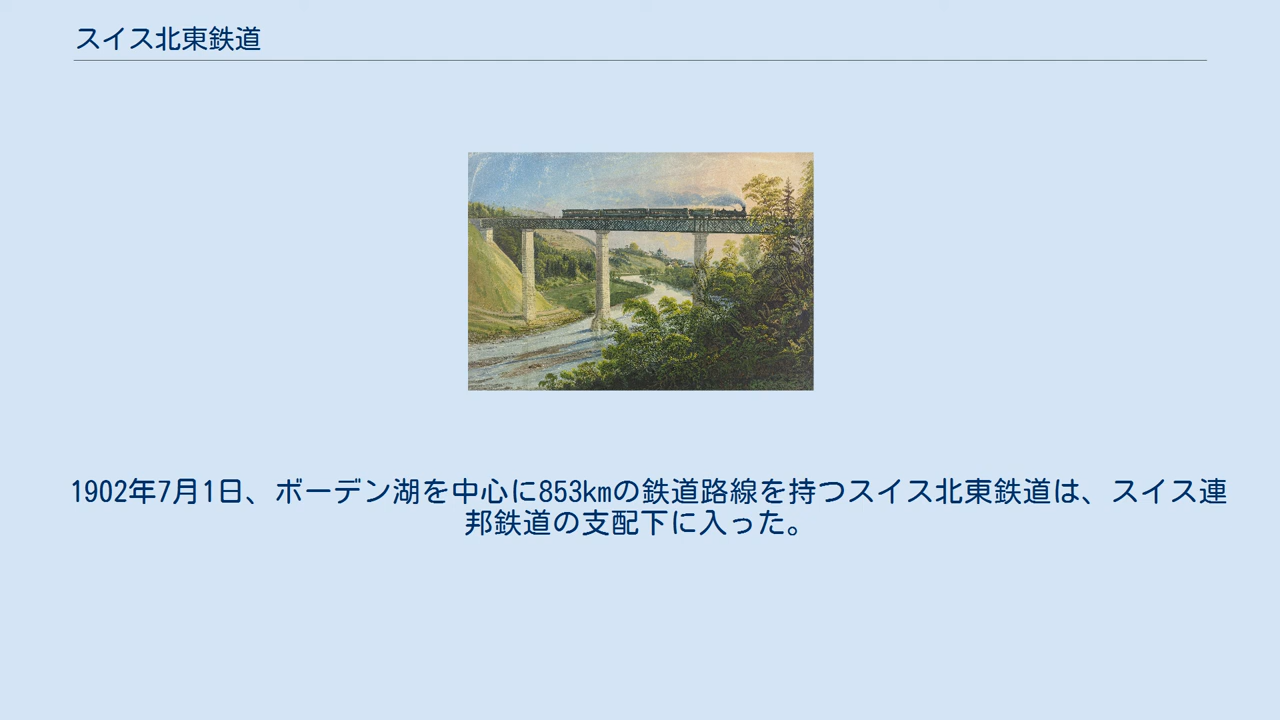 スイス北東鉄道
1902年7月1日、ボーデン湖を中心に853kmの鉄道路線を持つスイス北東鉄道は、スイス連
邦鉄道の支配下に入った。